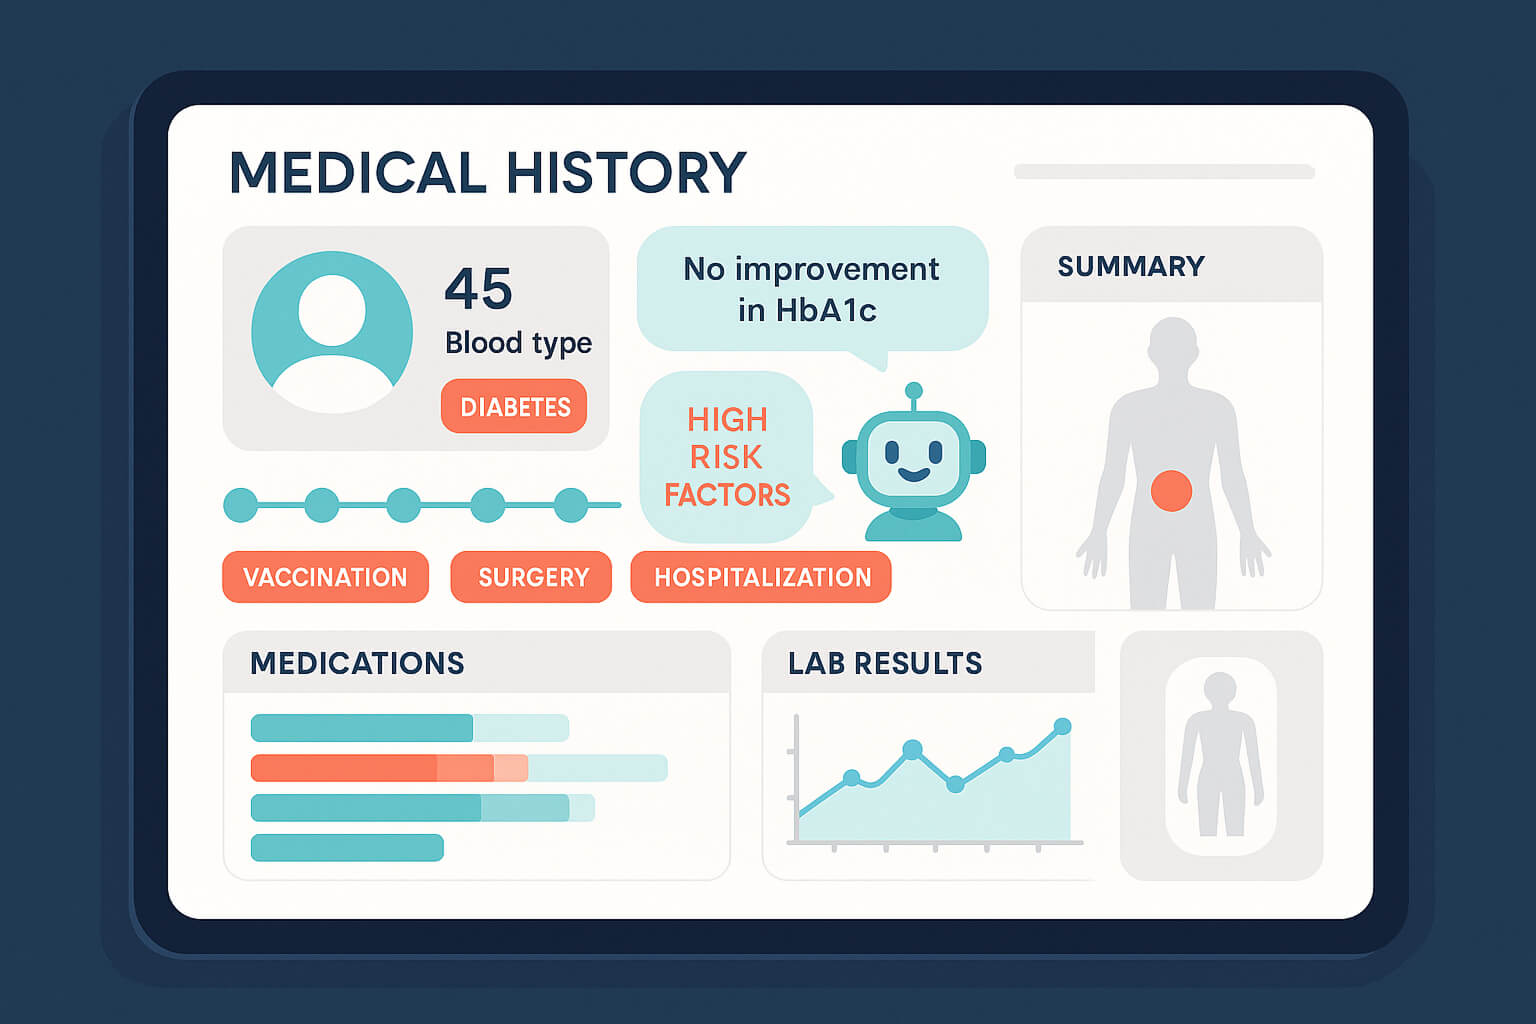 MEDICAL HISTORY
45
Blood type
DIABETES
No improvement
in HbA1c
HIGH
RISK
FACTORS
SUMMARY
VACCINATION
SURGERY
HOSPITALIZATION
MEDICATIONS
LAB RESULTS